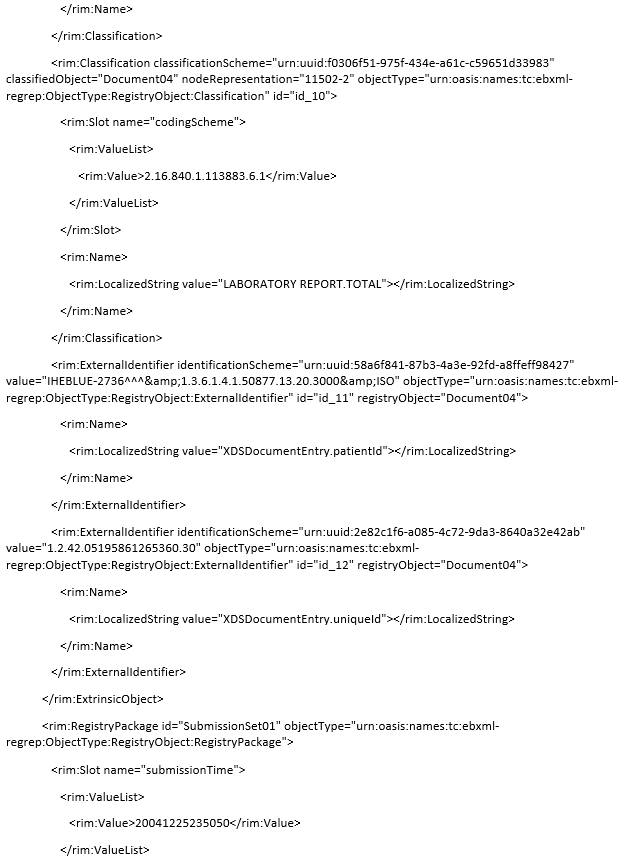 </rim:Name>
</rim:Classification>
<rim:Classification classificationScheme="urn:uuid:f0306f51-975f-434e-a61c-c59651d33983"
classifiedObject="Document04" nodeRepresentation="11502-2" objectType="urn:oasis:names:tc:ebxml-
regrep:ObjectType:RegistryObject:Classification" id="id_10">
<rim:Slot name="codingScheme">
<rim:ValueList>
<rim:Value>2.16.840.1.113883.6.1</rim:Value>
</rim:ValueList>
</rim:Slot>
<rim:Name>
<rim:LocalizedString value="LABORATORY REPORT.TOTAL"></rim:LocalizedString>
</rim:Name>
</rim:Classification>
<rim:ExternalIdentifier identificationScheme="urn:uuid:58a6f841-87b3-4a3e-92fd-a8ffeff98427"
value="IHEBLUE-2736^^^&amp;1.3.6.1.4.1.50877.13.20.3000&amp;ISO" objectType="urn:oasis:names:tc:ebxml-
regrep:ObjectType:RegistryObject:ExternalIdentifier" id="id_11" registryObject="Document04">
<rim:Name>
<rim:LocalizedString value="XDSDocumentEntry.patientId"></rim:LocalizedString>
</rim:Name>
</rim:ExternalIdentifier>
<rim:ExternalIdentifier identificationScheme="urn:uuid:2e82c1f6-a085-4c72-9da3-8640a32e42ab"
value="1.2.42.05195861265360.30" objectType="urn:oasis:names:tc:ebxml-
regrep:ObjectType:RegistryObject:ExternalIdentifier" id="id_12" registryObject="Document04">
<rim:Name>
<rim:LocalizedString value="XDSDocumentEntry.uniqueId"></rim:LocalizedString>
</rim:Name>
</rim:ExternalIdentifier>
</rim:ExtrinsicObject>
<rim:RegistryPackage id="SubmissionSet01" objectType="urn:oasis:names:tc:ebxml-
regrep:ObjectType:RegistryObject:RegistryPackage">
<rim:Slot name="submissionTime">
<rim:ValueList>
<rim:Value>20041225235050</rim:Value>
</rim:ValueList>